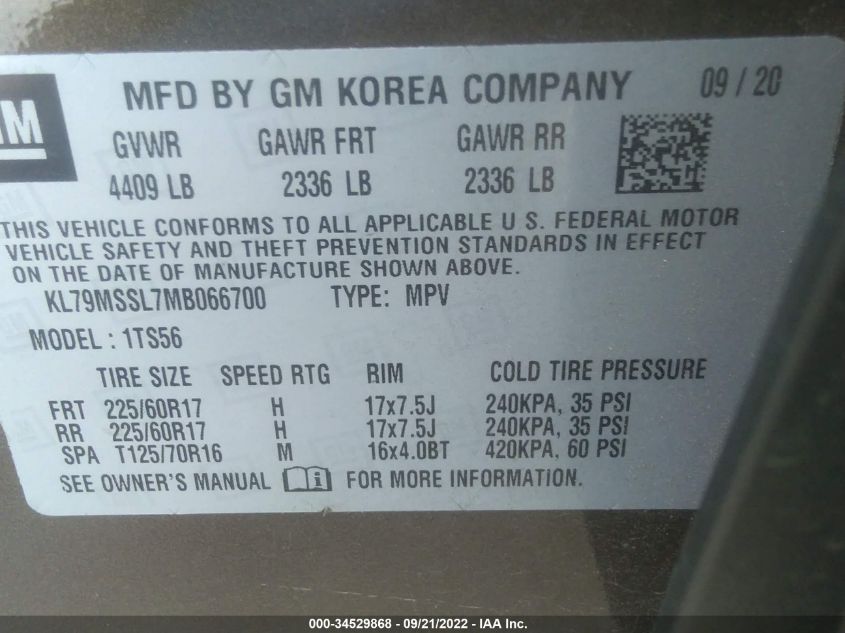 MFD BY GM KOREA COMPANY 09 / 20
GM
GVWR GAWR FRT GAWR RR
4409 LB 2336 LB 2336 LB
THIS VEHICLE CONFORMS TO ALL APPLICABLE U S. FEDERAL MOTOR
VEHICLE SAFETY AND THEFT PREVENTION STANDARDS IN EFFECT
ON THE DATE OF MANUFACTURE SHOWN ABOVE.
KL79MSSL7MB066700 TYPE: MPV
MODEL : 1TS56
TIRE SIZE SPEED RTG RIM COLD TIRE PRESSURE
FRT 225/60R17 H 17x7.5J 240KPA, 35 PSI
RR 225/60R17 H 17x7.5J 240KPA, 35 PSI
SPA T125/70R16 M 16x4.0BT 420KPA, 60 PSI
SEE OWNER'S MANUAL FOR MORE INFORMATION.
000-34529868 - 09/21/2022 - IAA Inc.